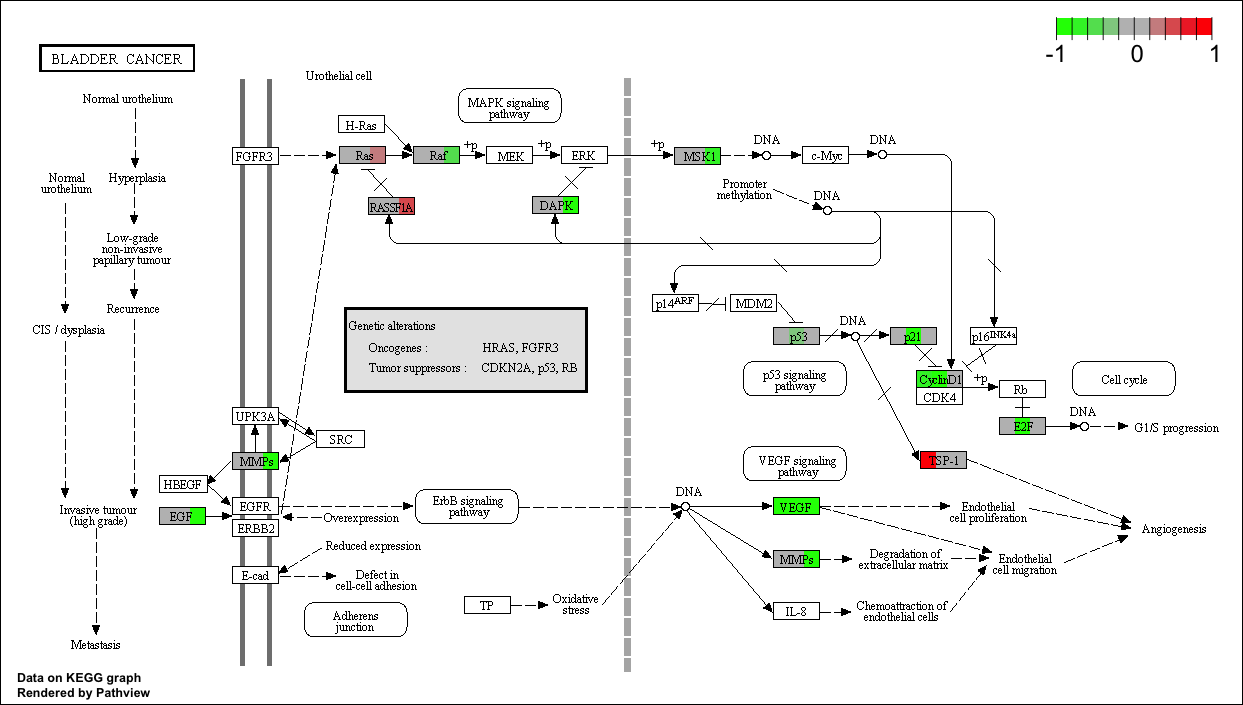 -1 0 1
BLADDER CANCER
Urothelial cell
Normal urothelium
MAPK signaling
pathway
H-Ras
FGFR3
Ras
Raf
+p
MEK
+p
ERK
+p
MSK1
DNA
c-Myc
DNA
Normal
urothelium
Hyperplasia
Promoter
methylation
DNA
RASSF1A
DAPK
Low-grade
non-invasive
papillary tumour
Recurrence
CIS / dysplasia
p14ARF
MDM2
p53
DNA
p21
p16INK4a
Genetic alterations
Oncogenes : HRAS, FGFR3
Tumor suppressors : CDKN2A, p53, RB
p53 signaling
pathway
CyclinD1
CDK4
+p
Rb
Cell cycle
E2F
DNA
G1/S progression
UPK3A
SRC
MMPs
HBEGF
VEGF signaling
pathway
TSP-1
EGF
EGFR
ERBB2
Overexpression
ErbB signaling
pathway
DNA
VEGF
Endothelial
cell proliferation
Angiogenesis
Invasive tumour
(high grade)
Reduced expression
E-cad
Defect in
cell-cell adhesion
MMPs
Degradation of
extracellular matrix
Endothelial
cell migration
Adherens
junction
TP
Oxidative
stress
IL-8
Chemoattraction of
endothelial cells
Metastasis
Data on KEGG graph
Rendered by Pathview